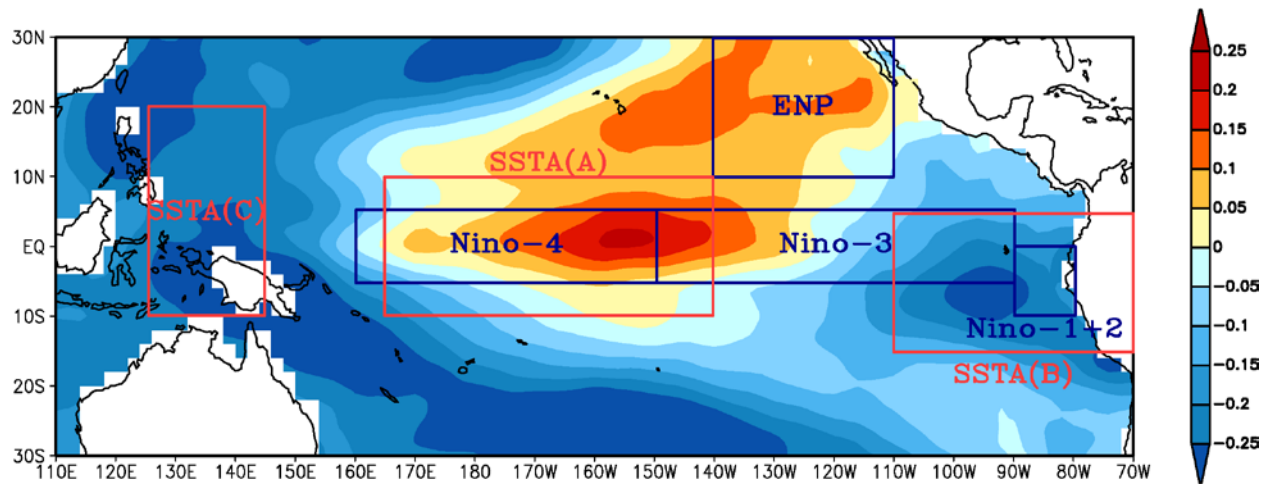 30N
20N
10N
EQ
10S
20S
30S
110E 120E 130E 140E 150E 160E 170E 180 170W 160W 150W 140W 130W 120W 110W 100W 90W 80W 70W
ENP
SSTA(A)
SSTA(C)
Nino-4
Nino-3
Nino-1+2
SSTA(B)
0.25
0.2
0.15
0.1
0.05
0
-0.05
-0.1
-0.15
-0.2
-0.25